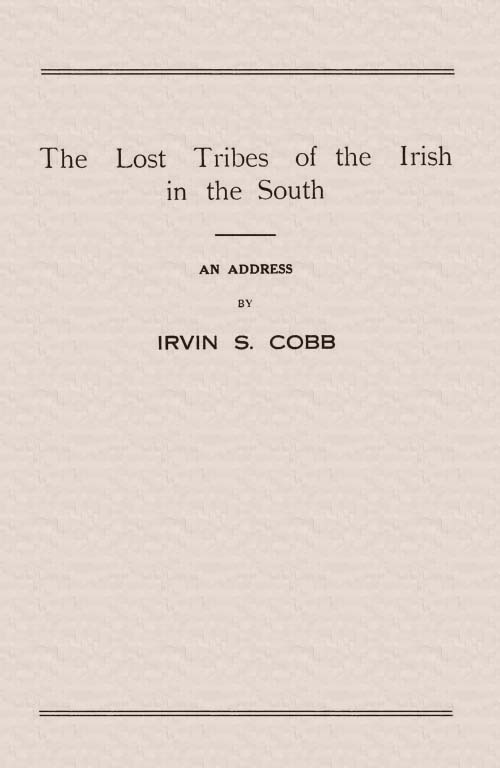 The Lost Tribes of the Irish
in the South
AN ADDRESS
BY
IRVIN S. COBB